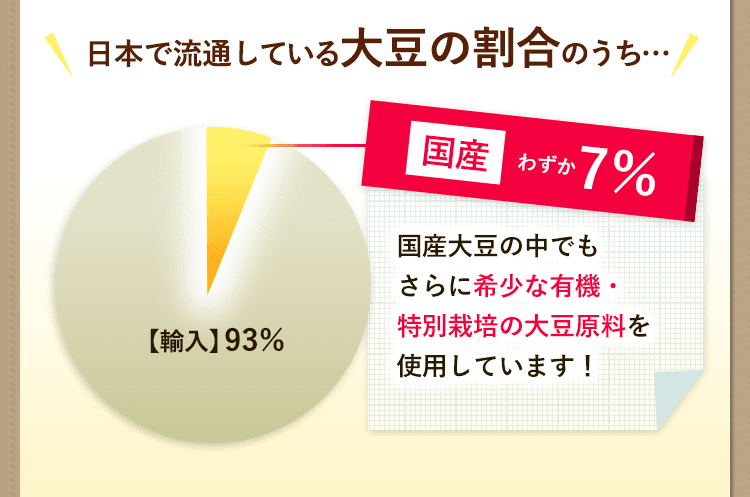 日本で流通している大豆の割合のうち…
国産 わずか7%
国産大豆の中でも
さらに希少な有機・
特別栽培の大豆原料を
使用しています！
【輸入】93%